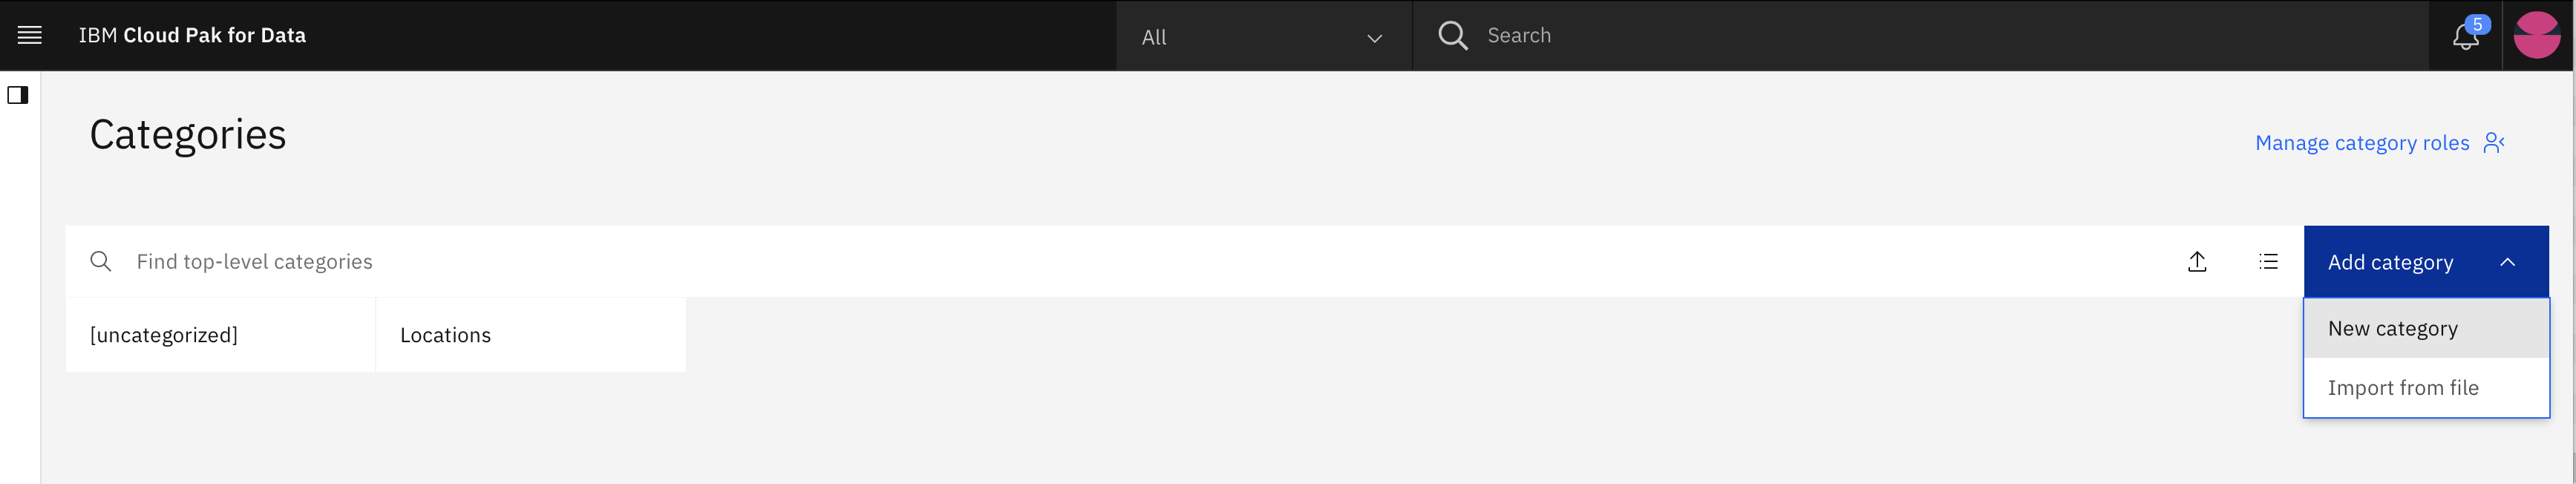 IBM Cloud Pak for Data
All
Search
5
Categories
Manage category roles
Find top-level categories
Add category
[uncategorized]
Locations
New category
Import from file